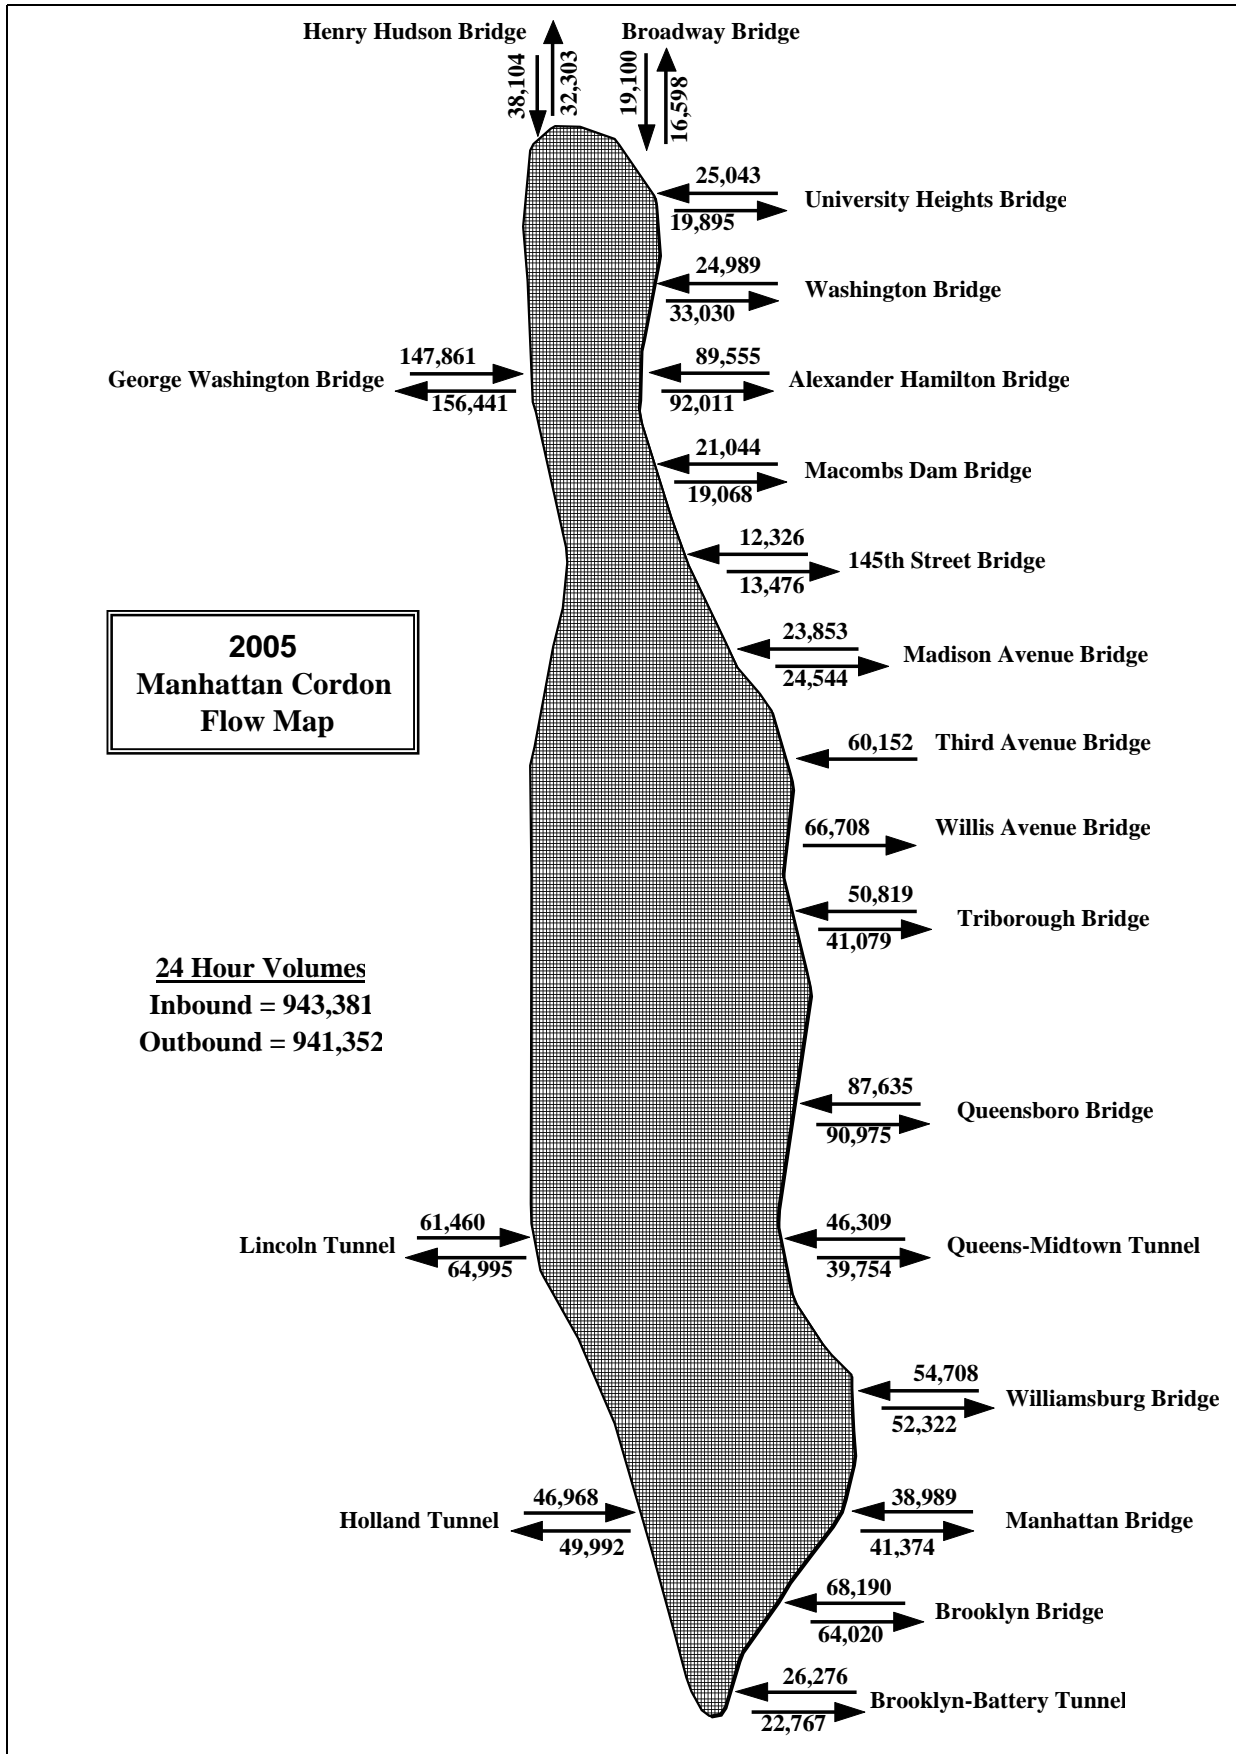 Henry Hudson Bridge
Broadway Bridge
38,104
32,303
19,100
16,598
25,043
University Heights Bridge
19,895
24,989
Washington Bridge
33,030
147,861
George Washington Bridge
156,441
89,555
Alexander Hamilton Bridge
92,011
21,044
Macombs Dam Bridge
19,068
12,326
145th Street Bridge
13,476
2005
Manhattan Cordon
Flow Map
23,853
Madison Avenue Bridge
24,544
60,152
Third Avenue Bridge
66,708
Willis Avenue Bridge
50,819
Triborough Bridge
41,079
24 Hour Volumes
Inbound = 943,381
Outbound = 941,352
87,635
Queensboro Bridge
90,975
61,460
Lincoln Tunnel
64,995
46,309
Queens-Midtown Tunnel
39,754
54,708
Williamsburg Bridge
52,322
46,968
Holland Tunnel
49,992
38,989
Manhattan Bridge
41,374
68,190
Brooklyn Bridge
64,020
26,276
Brooklyn-Battery Tunnel
22,767